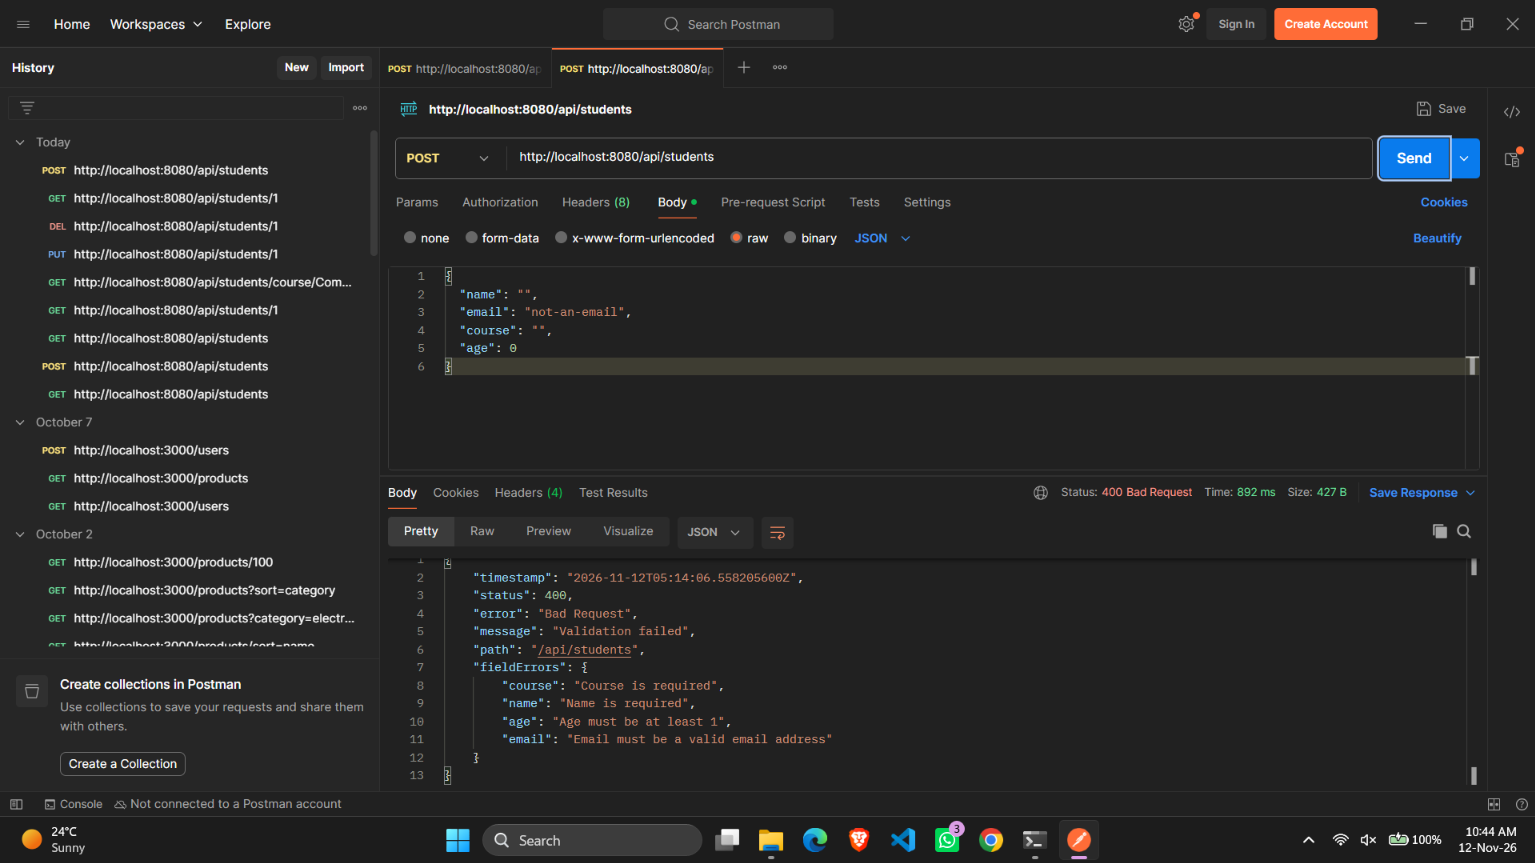 Home Workspaces Explore Search Postman Sign In Create Account
History New Import
POST http://localhost:8080/ap POST http://localhost:8080/ap
HTTP http://localhost:8080/api/students Save
Today
POST http://localhost:8080/api/students
GET http://localhost:8080/api/students/1
DEL http://localhost:8080/api/students/1
PUT http://localhost:8080/api/students/1
GET http://localhost:8080/api/students/course/Com...
GET http://localhost:8080/api/students/1
GET http://localhost:8080/api/students
POST http://localhost:8080/api/students
GET http://localhost:8080/api/students
October 7
POST http://localhost:3000/users
GET http://localhost:3000/products
GET http://localhost:3000/users
October 2
GET http://localhost:3000/products/100
GET http://localhost:3000/products?sort=category
GET http://localhost:3000/products?category=electr...
GET http://localhost:3000/products/sort=name
Create collections in Postman
Use collections to save your requests and share them
with others.
Create a Collection
POST http://localhost:8080/api/students Send
Params Authorization Headers (8) Body Pre-request Script Tests Settings Cookies
none form-data x-www-form-urlencoded raw binary JSON Beautify
1 {
2 "name": "",
3 "email": "not-an-email",
4 "course": "",
5 "age": 0
6 }
Body Cookies Headers (4) Test Results Status: 400 Bad Request Time: 892 ms Size: 427 B Save Response
Pretty Raw Preview Visualize JSON
1 {
2 "timestamp": "2026-11-12T05:14:06.558205600Z",
3 "status": 400,
4 "error": "Bad Request",
5 "message": "Validation failed",
6 "path": "/api/students",
7 "fieldErrors": {
8 "course": "Course is required",
9 "name": "Name is required",
10 "age": "Age must be at least 1",
11 "email": "Email must be a valid email address"
12 }
13 }
Console Not connected to a Postman account
24°C
Sunny
Search
3
100%
10:44 AM
12-Nov-26